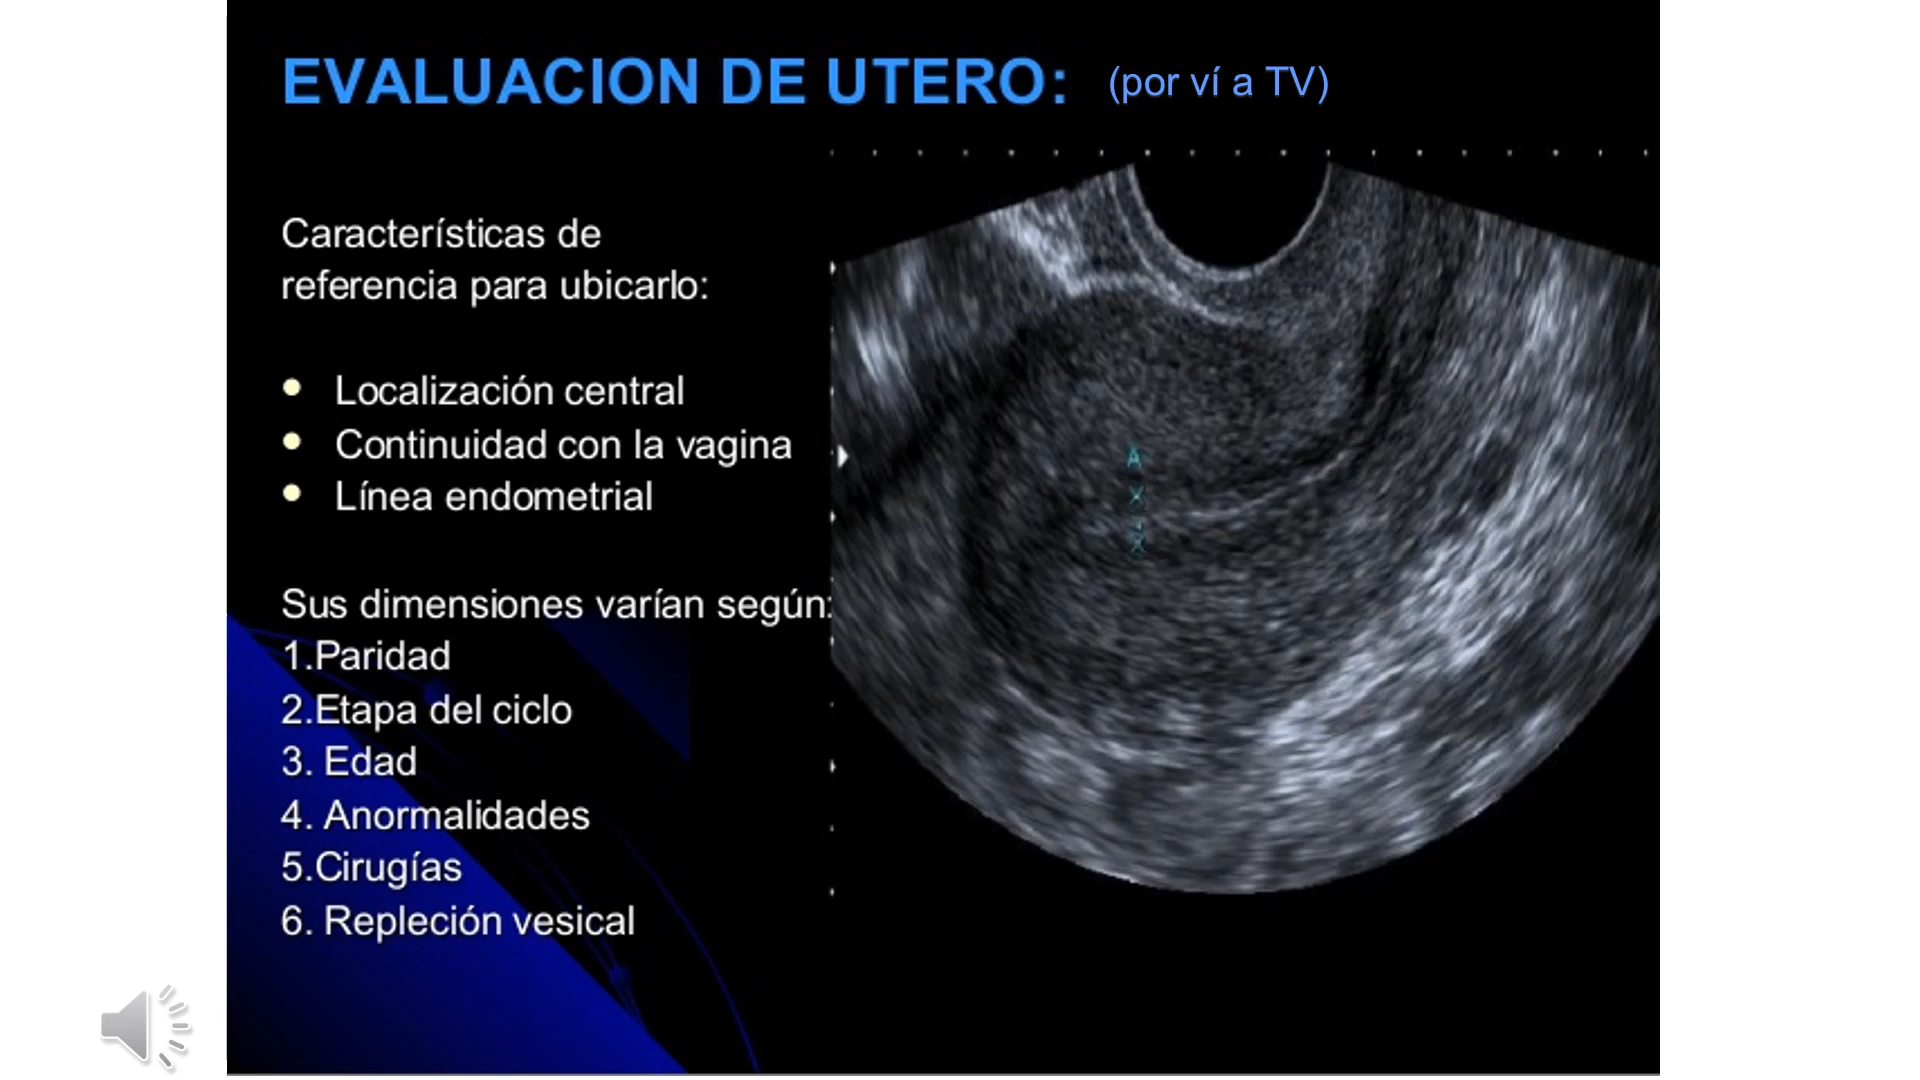 EVALUACION DE UTERO: (por ví a TV)
Características de
referencia para ubicarlo:
• Localización central
• Continuidad con la vagina
• Línea endometrial
Sus dimensiones varían según:
1.Paridad
2.Etapa del ciclo
3. Edad
4. Anormalidades
5.Cirugías
6. Repleción vesical
A